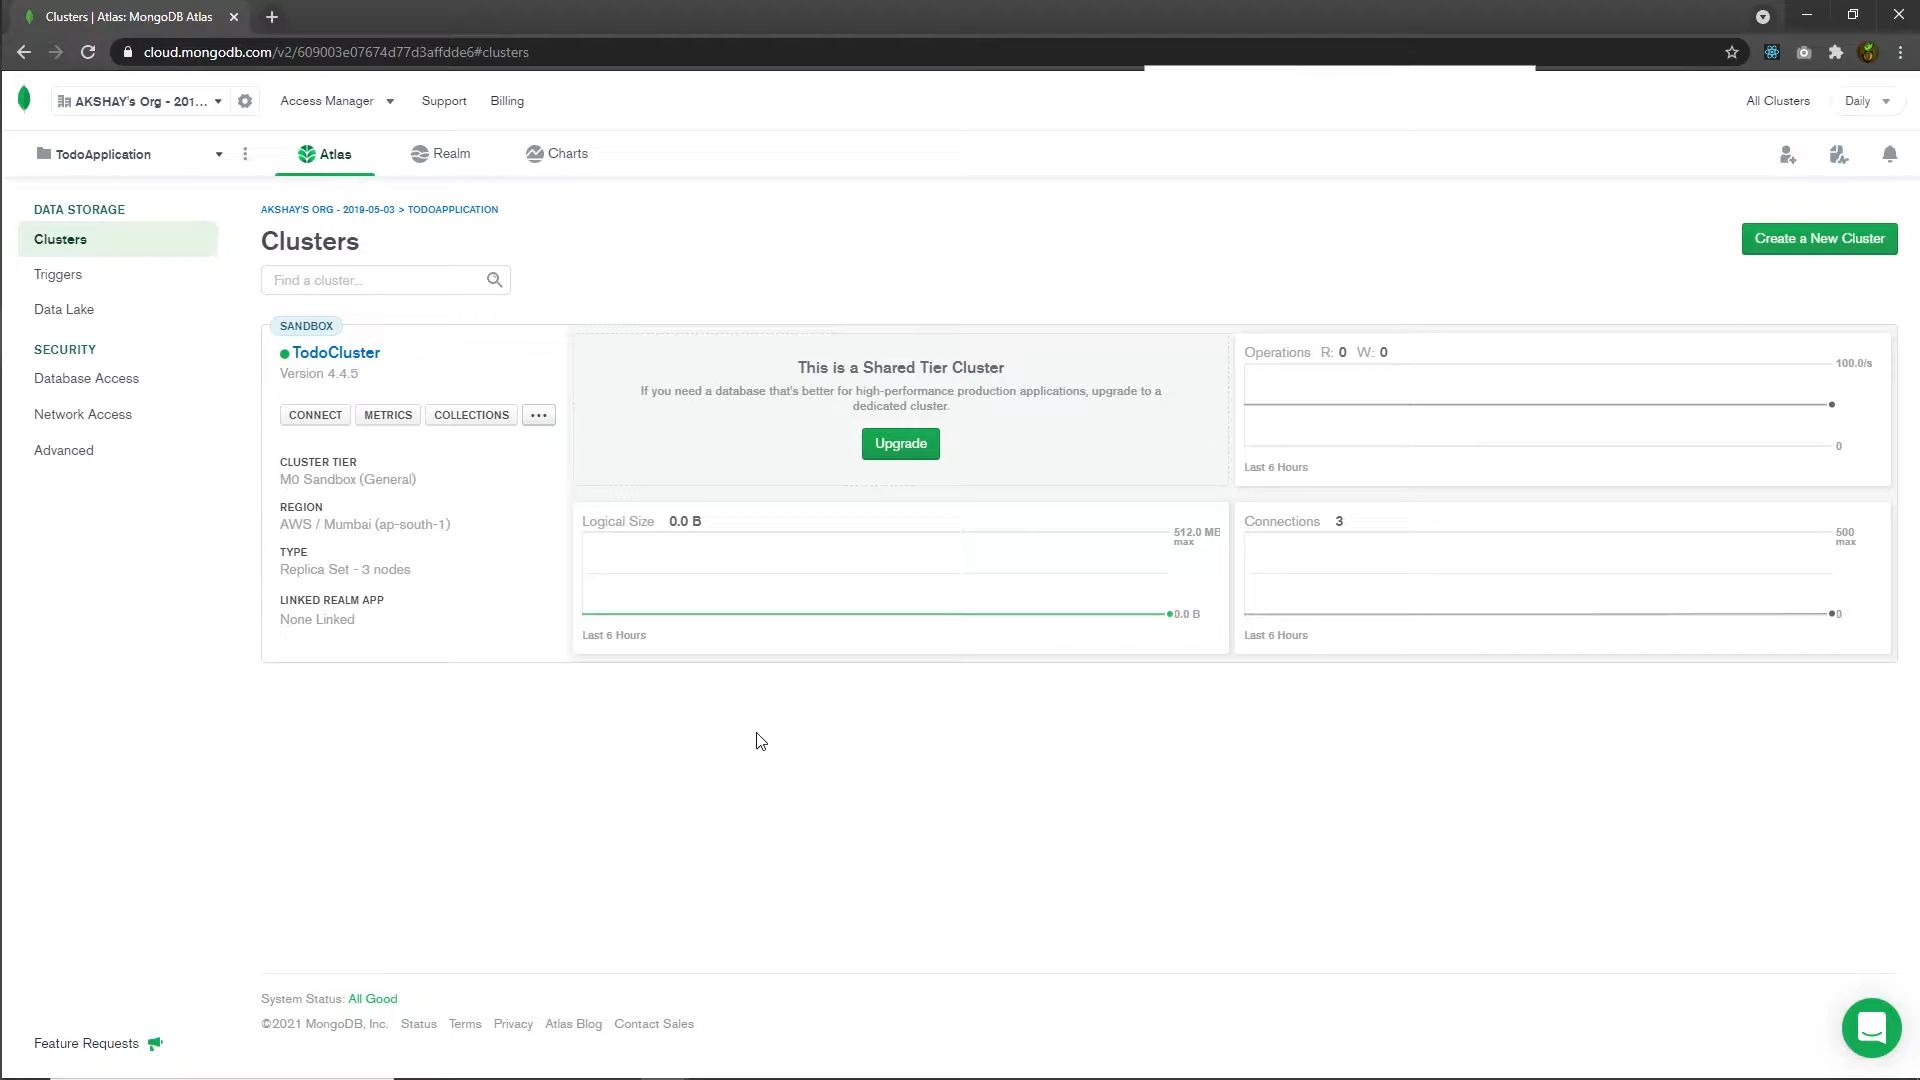 Clusters | Atlas: MongoDB Atlas
cloud.mongodb.com/v2/609003e07674d77d3affdde6#clusters
AKSHAY's Org - 201...
Access Manager
Support
Billing
All Clusters
Daily
TodoApplication
Atlas
Realm
Charts
DATA STORAGE
Clusters
Triggers
Data Lake
SECURITY
Database Access
Network Access
Advanced
AKSHAY'S ORG - 2019-05-03 > TODOAPPLICATION
Clusters
Create a New Cluster
Find a cluster...
SANDBOX
TodoCluster
Version 4.4.5
CONNECT
METRICS
COLLECTIONS
CLUSTER TIER
M0 Sandbox (General)
REGION
AWS / Mumbai (ap-south-1)
TYPE
Replica Set - 3 nodes
LINKED REALM APP
None Linked
This is a Shared Tier Cluster
If you need a database that's better for high-performance production applications, upgrade to a
dedicated cluster.
Upgrade
Operations R: 0 W: 0
100.0/s
0
Last 6 Hours
Logical Size 0.0 B
512.0 MB
max
0.0 B
Last 6 Hours
Connections 3
500
max
0
Last 6 Hours
System Status: All Good
©2021 MongoDB, Inc. Status Terms Privacy Atlas Blog Contact Sales
Feature Requests